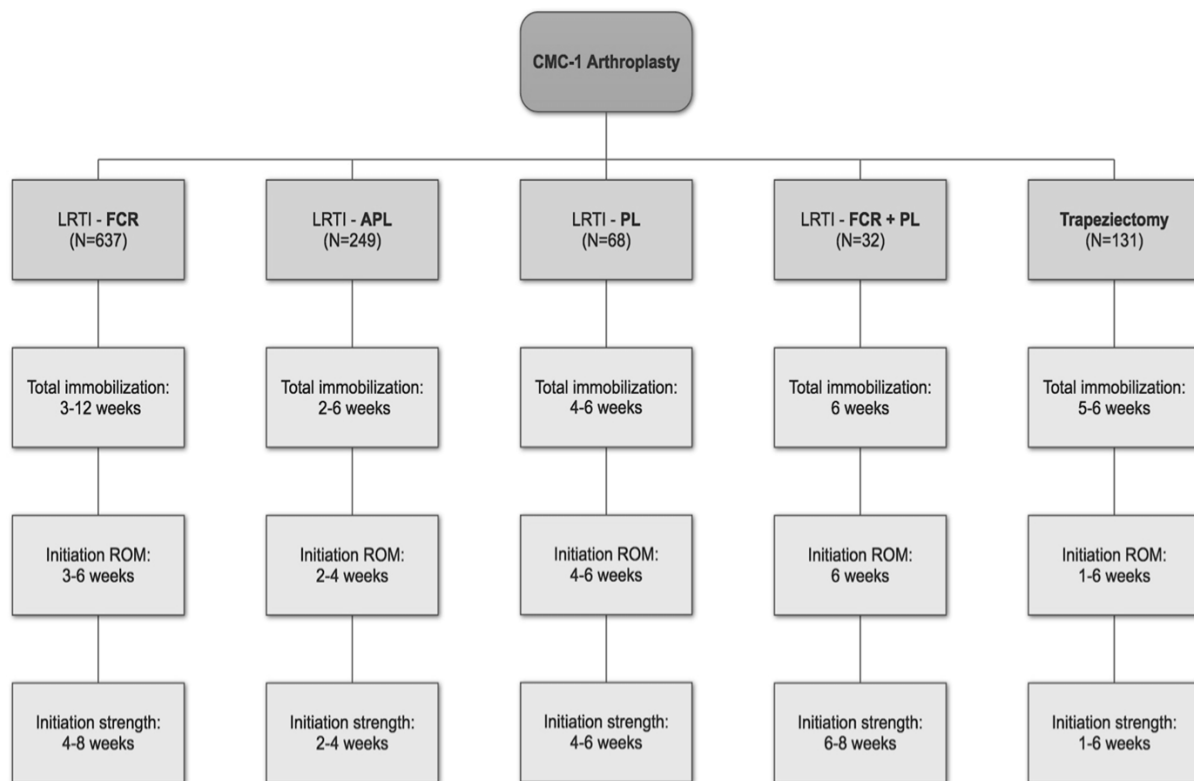 CMC-1 Arthroplasty
LRTI - FCR
(N=637)
LRTI - APL
(N=249)
LRTI - PL
(N=68)
LRTI - FCR + PL
(N=32)
Trapeziectomy
(N=131)
Total immobilization:
3-12 weeks
Total immobilization:
2-6 weeks
Total immobilization:
4-6 weeks
Total immobilization:
6 weeks
Total immobilization:
5-6 weeks
Initiation ROM:
3-6 weeks
Initiation ROM:
2-4 weeks
Initiation ROM:
4-6 weeks
Initiation ROM:
6 weeks
Initiation ROM:
1-6 weeks
Initiation strength:
4-8 weeks
Initiation strength:
2-4 weeks
Initiation strength:
4-6 weeks
Initiation strength:
6-8 weeks
Initiation strength:
1-6 weeks